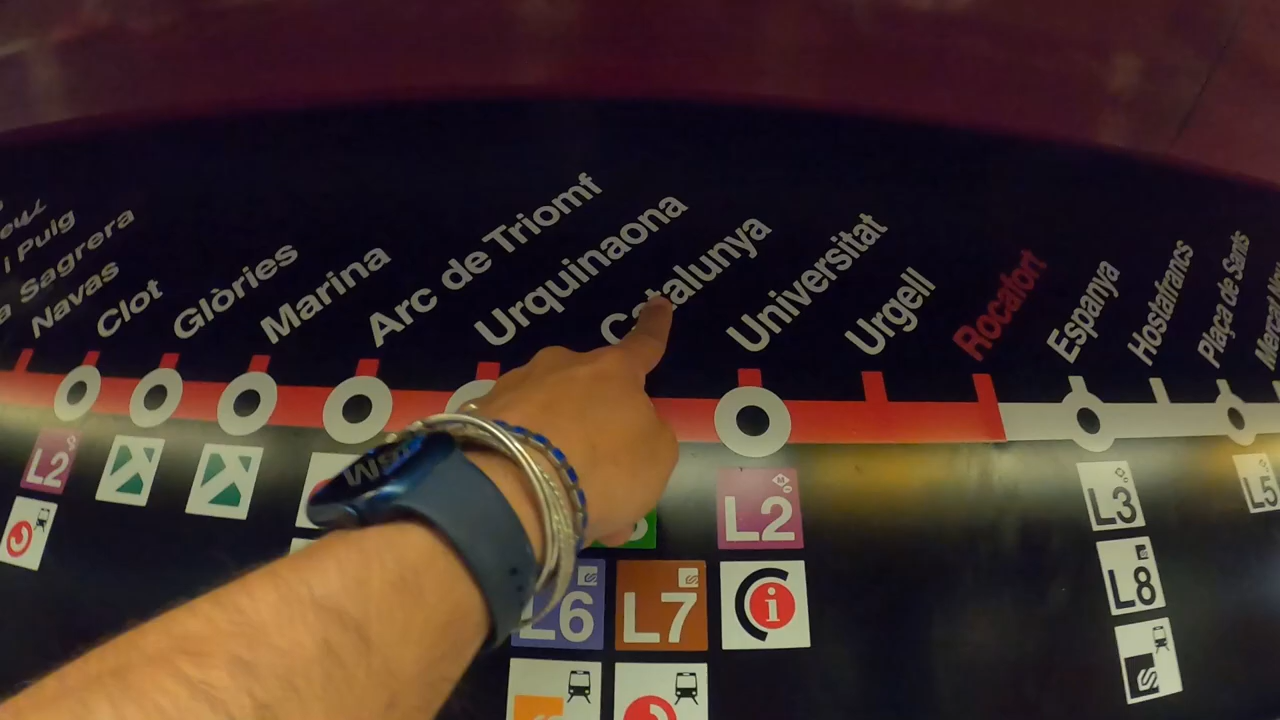 i Puig
Sagrera
Navas
Clot
Glòries
Marina
Arc de Triomf
Urquinaona
Catalunya
Universitat
Urgell
Rocafort
Espanya
Hostafrancs
Plaça de Sants
L2
L2
L3
L5
L6
L7
i
L8